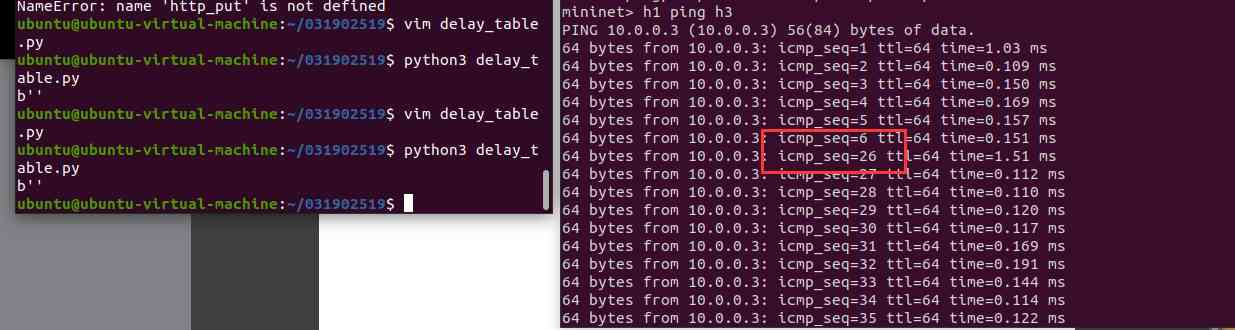 NameError: name 'http_put' is not defined
ubuntu@ubuntu-virtual-machine:~/031902519$ vim delay_table
.py
ubuntu@ubuntu-virtual-machine:~/031902519$ python3 delay_t
able.py
b''
ubuntu@ubuntu-virtual-machine:~/031902519$ vim delay_table
.py
ubuntu@ubuntu-virtual-machine:~/031902519$ python3 delay_t
able.py
b''
ubuntu@ubuntu-virtual-machine:~/031902519$
mininet> h1 ping h3
PING 10.0.0.3 (10.0.0.3) 56(84) bytes of data.
64 bytes from 10.0.0.3: icmp_seq=1 ttl=64 time=1.03 ms
64 bytes from 10.0.0.3: icmp_seq=2 ttl=64 time=0.109 ms
64 bytes from 10.0.0.3: icmp_seq=3 ttl=64 time=0.150 ms
64 bytes from 10.0.0.3: icmp_seq=4 ttl=64 time=0.169 ms
64 bytes from 10.0.0.3: icmp_seq=5 ttl=64 time=0.157 ms
64 bytes from 10.0.0.3: icmp_seq=6 ttl=64 time=0.151 ms
64 bytes from 10.0.0.3: icmp_seq=26 ttl=64 time=1.51 ms
64 bytes from 10.0.0.3: icmp_seq=27 ttl=64 time=0.112 ms
64 bytes from 10.0.0.3: icmp_seq=28 ttl=64 time=0.110 ms
64 bytes from 10.0.0.3: icmp_seq=29 ttl=64 time=0.120 ms
64 bytes from 10.0.0.3: icmp_seq=30 ttl=64 time=0.117 ms
64 bytes from 10.0.0.3: icmp_seq=31 ttl=64 time=0.169 ms
64 bytes from 10.0.0.3: icmp_seq=32 ttl=64 time=0.191 ms
64 bytes from 10.0.0.3: icmp_seq=33 ttl=64 time=0.144 ms
64 bytes from 10.0.0.3: icmp_seq=34 ttl=64 time=0.114 ms
64 bytes from 10.0.0.3: icmp_seq=35 ttl=64 time=0.122 ms